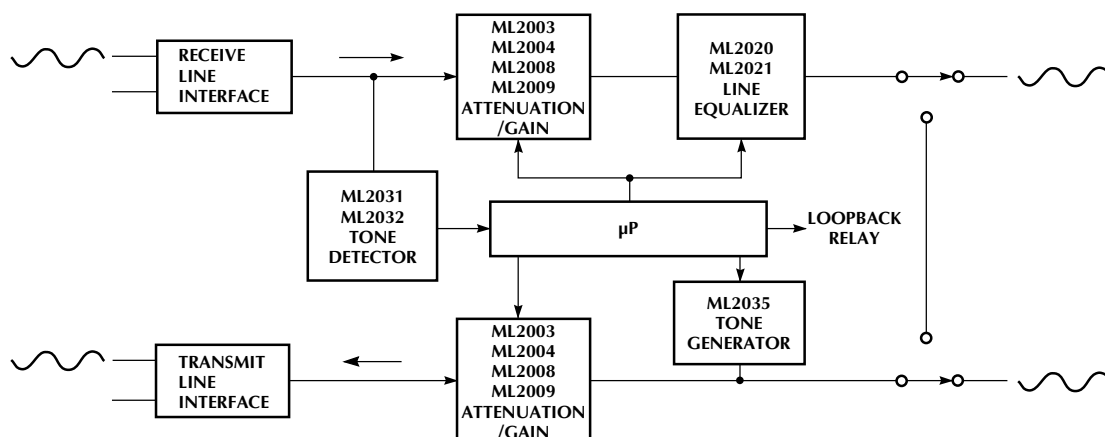 RECEIVE
LINE
INTERFACE
ML2003
ML2004
ML2008
ML2009
ATTENUATION
/GAIN
ML2020
ML2021
LINE
EQUALIZER
ML2031
ML2032
TONE
DETECTOR
µP
LOOPBACK
RELAY
ML2035
TONE
GENERATOR
TRANSMIT
LINE
INTERFACE
ML2003
ML2004
ML2008
ML2009
ATTENUATION
/GAIN